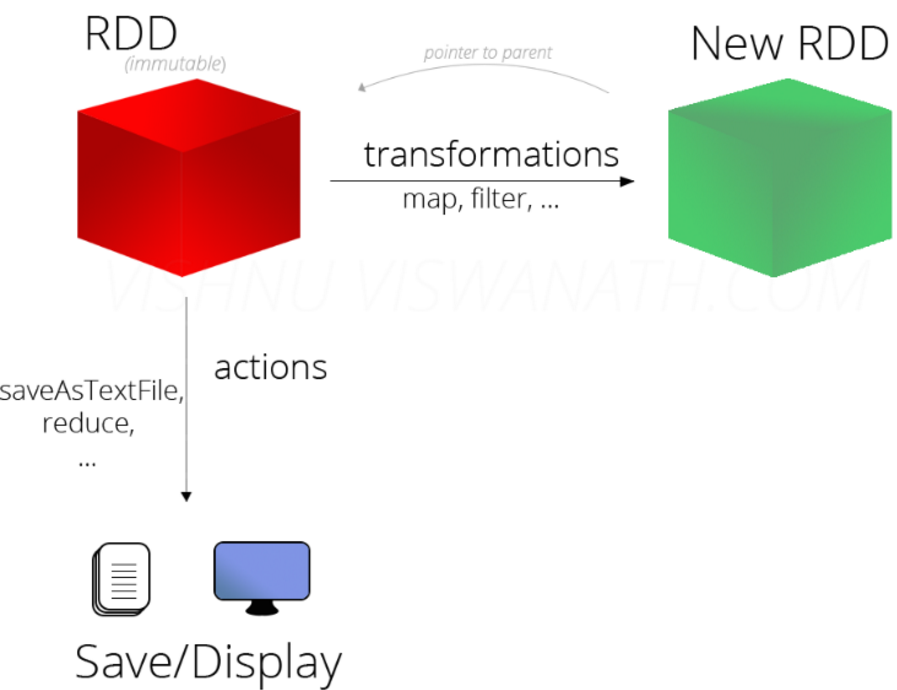 RDD
(immutable)
pointer to parent
New RDD
transformations
map, filter, ...
VISHNU VISWANATH.COM
actions
saveAsTextFile,
reduce,
...
Save/Display